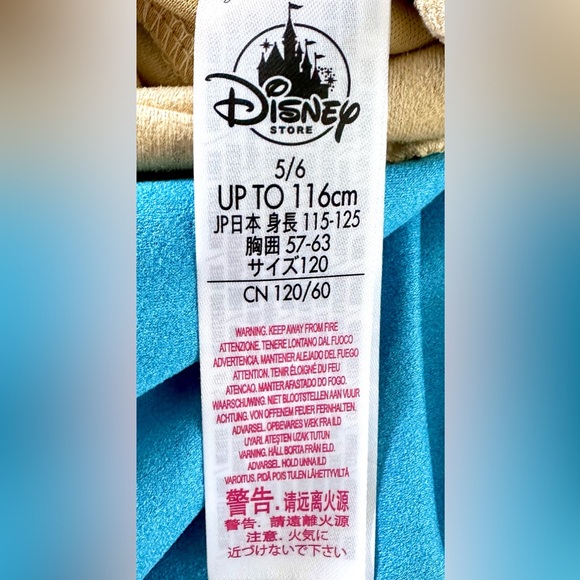 Disney
STORE
5/6
UP TO 116cm
JP日本 身長 115-125
胸囲 57-63
サイズ120
CN 120/60
WARNING. KEEP AWAY FROM FIRE
ATTENZIONE. TENERE LONTANO DAL FUOCO
ADVERTENCIA. MANTENER ALEJADO DEL FUEGO
ATTENTION. TENIR ÉLOIGNÉ DU FEU
ATENCAO. MANTER AFASTADO DO FOGO.
WAARSCHUWING. NIET BLOOTSTELLEN AAN VUUR
ACHTUNG. VON OFFENEM FEUER FERNHALTEN.
ADVARSEL. OPBEVARES VÆK FRA ILD
UYARI. ATEŞTEN UZAK TUTUN
VARNING. HÅLL BORTA FRÅN ELD.
ADVARSEL. HOLD UNNA ILD
VAROITUS. PIDÄ POIS TULEN LÄHETTYVILTÄ
警告.请远离火源
警告. 請遠離火源
注意. 火気に
近づけないで下さい